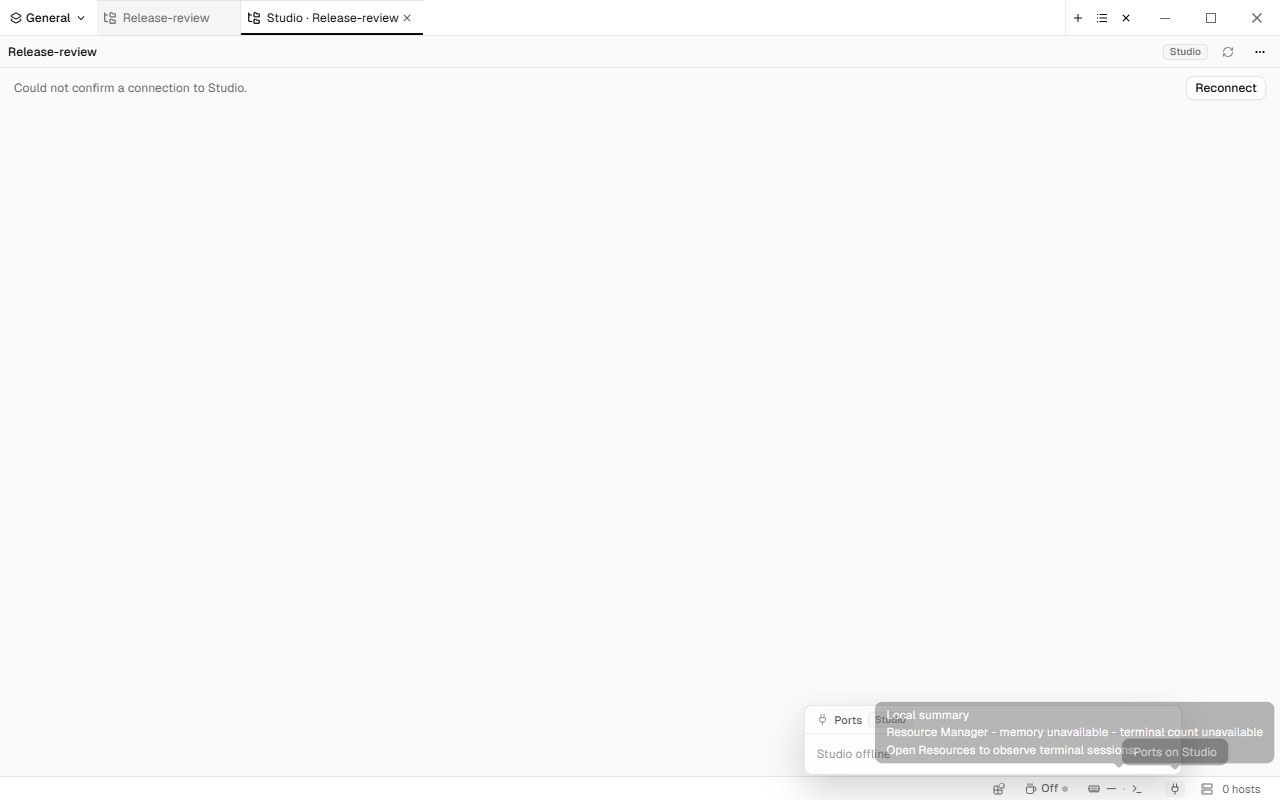 General
Release-review
Studio · Release-review
Release-review
Studio
Could not confirm a connection to Studio.
Reconnect
Ports
Studio
Local summary
Resource Manager - memory unavailable - terminal count unavailable
Studio offline
Open Resources to observe terminal sessions
Ports on Studio
Off
0 hosts